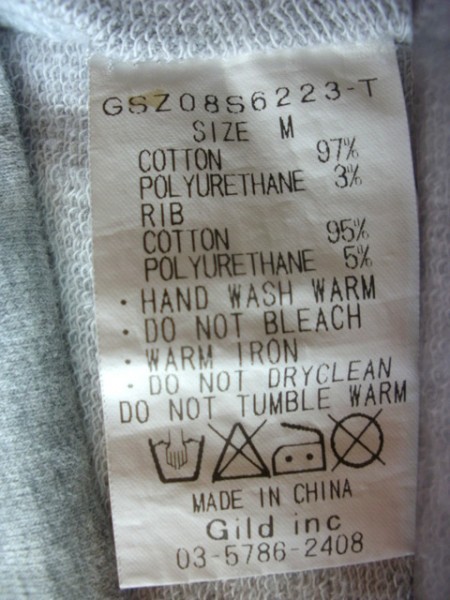 GSZ08S6223-T
SIZE M
COTTON 97%
POLYURETHANE 3%
RIB
COTTON 95%
POLYURETHANE 5%
· HAND WASH WARM
· DO NOT BLEACH
· WARM IRON
· DO NOT DRYCLEAN
DO NOT TUMBLE WARM
MADE IN CHINA
Gild inc
03-5786-2408